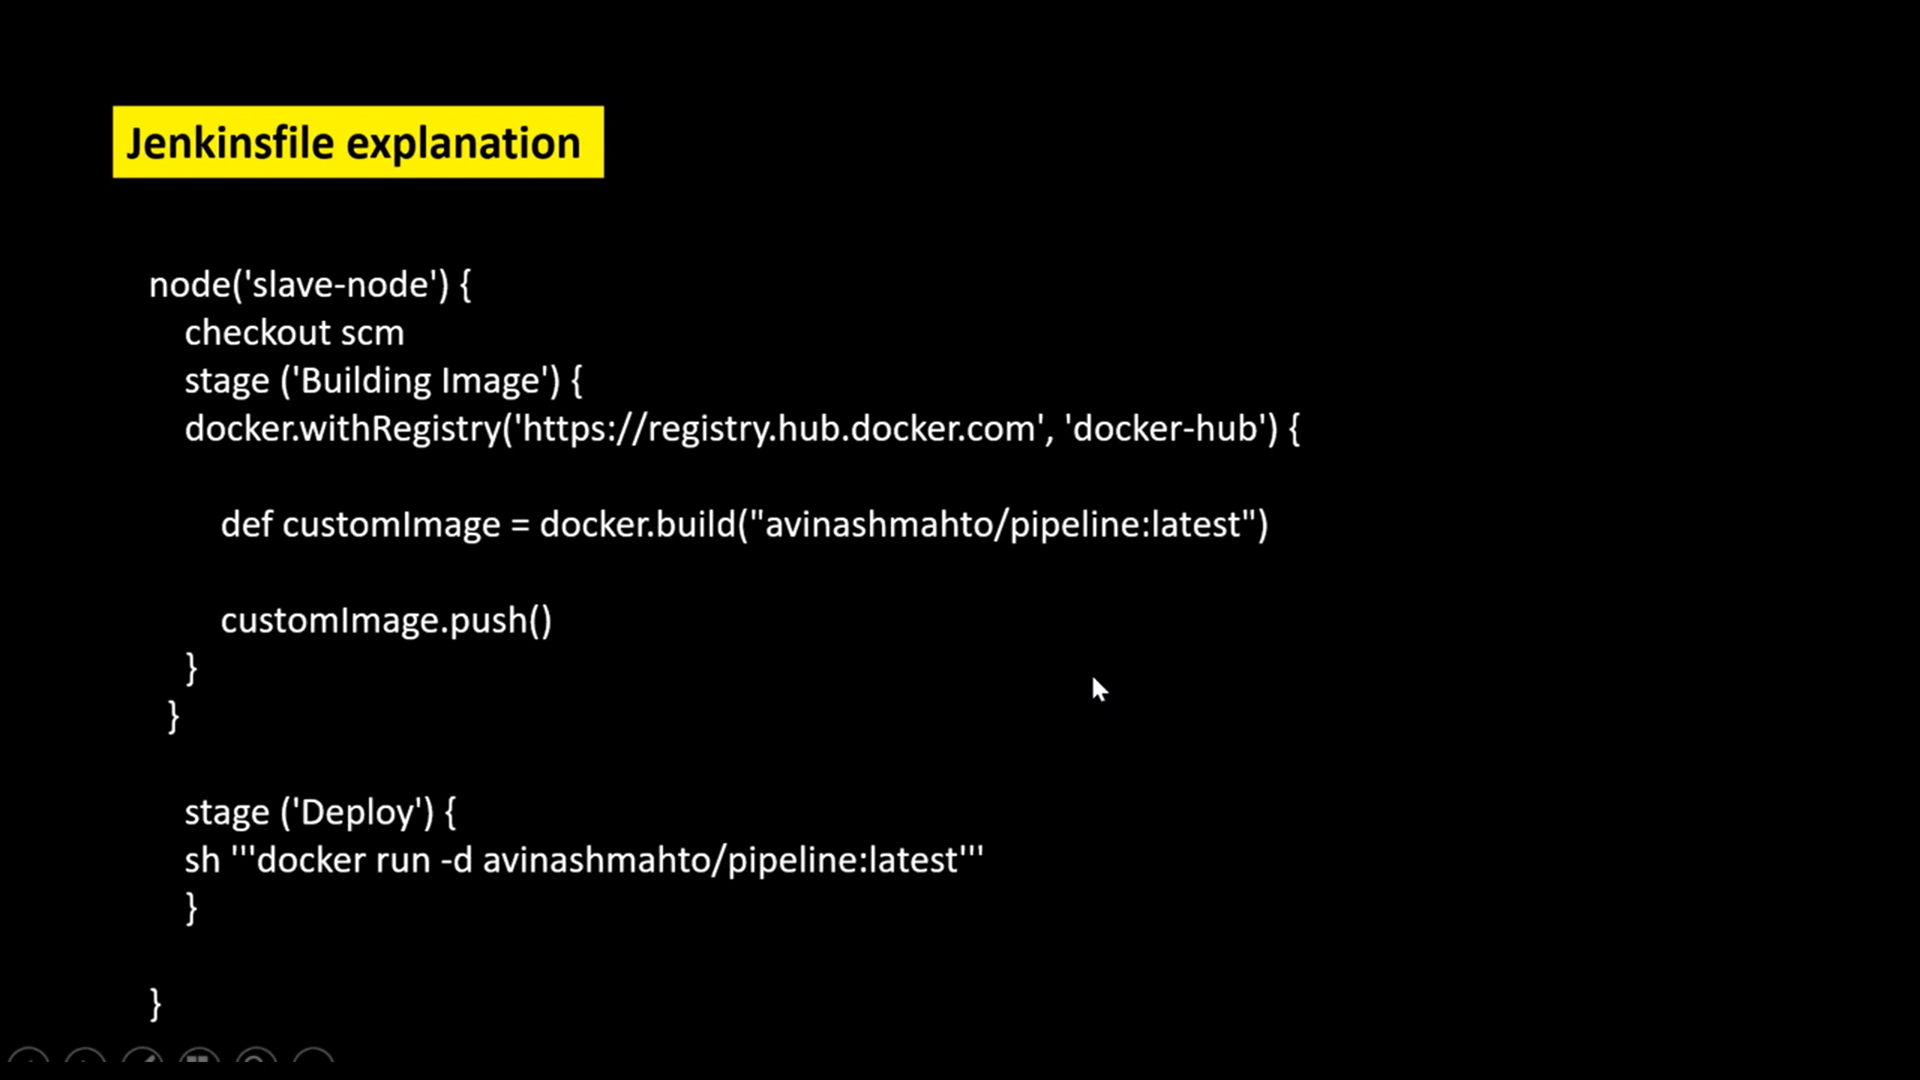 Jenkinsfile explanation
node('slave-node') {
checkout scm
stage ('Building Image') {
docker.withRegistry('https://registry.hub.docker.com', 'docker-hub') {
def customImage = docker.build("avinashmahto/pipeline:latest")
customImage.push()
}
}
stage ('Deploy') {
sh '''docker run -d avinashmahto/pipeline:latest'''
}
}